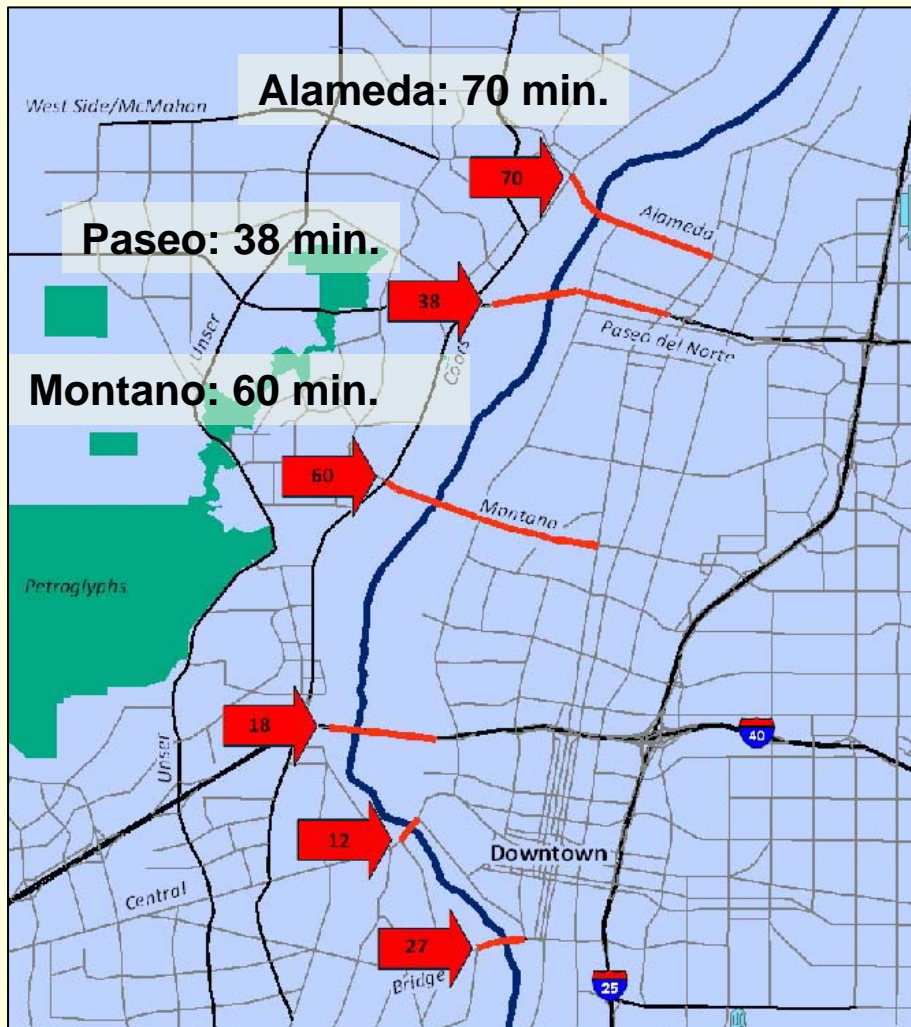 Alameda: 70 min.
West Side/McMahon
70
Alameda
Paseo: 38 min.
38
Unser
Coors
Paseo del Norte
Montano: 60 min.
60
Montano
Petroglyphs
18
40
Unser
12
Downtown
Central
27
Bridge
25